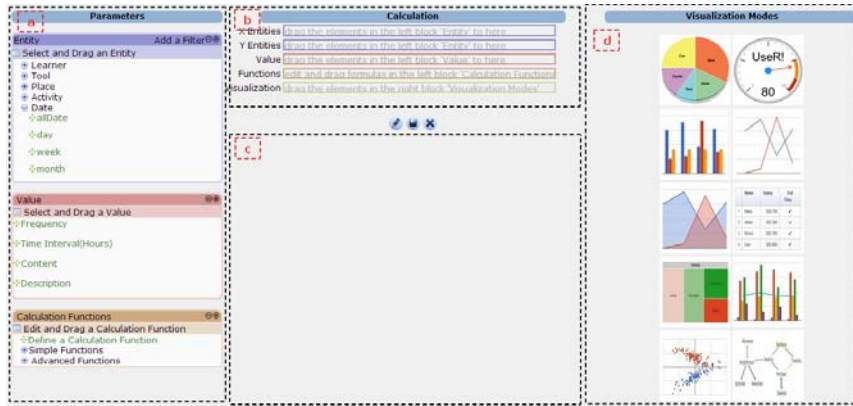 a
Parameters
Entity Add a Filter
Select and Drag an Entity
Learner
Tool
Place
Activity
Date
allDate
day
week
month
Value
Select and Drag a Value
Frequency
Time Interval(Hours)
Content
Description
Calculation Functions
Edit and Drag a Calculation Function
Define a Calculation Function
Simple Functions
Advanced Functions
b
Calculation
X Entities drag the elements in the left block 'Entity' to here
Y Entities drag the elements in the left block 'Entity' to here
Value drag the elements in the left block 'Value' to here
Functions edit and drag formulas in the left block 'Calculation Functions
isualization drag the elements in the right block 'Visualization Modes'
c
Visualization Modes
d
UseR!
80
Name